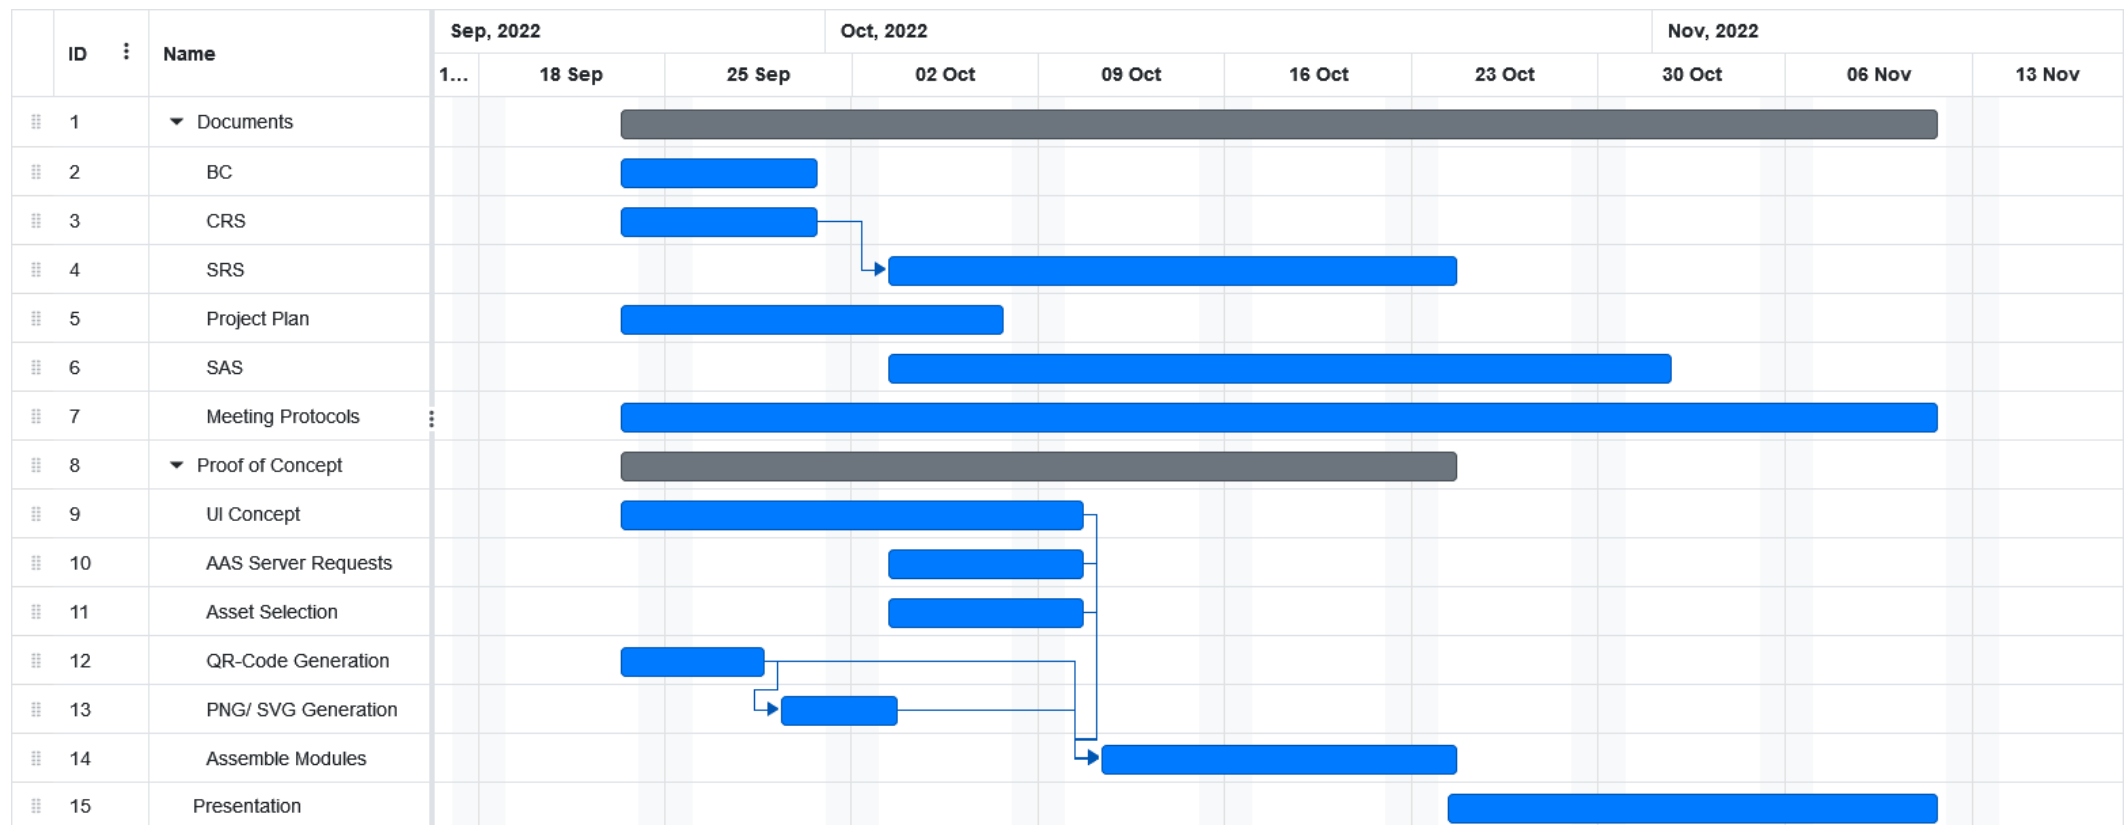 Sep, 2022 Oct, 2022 Nov, 2022
ID Name
1... 18 Sep 25 Sep 02 Oct 09 Oct 16 Oct 23 Oct 30 Oct 06 Nov 13 Nov
1 Documents
2 BC
3 CRS
4 SRS
5 Project Plan
6 SAS
7 Meeting Protocols
8 Proof of Concept
9 UI Concept
10 AAS Server Requests
11 Asset Selection
12 QR-Code Generation
13 PNG/ SVG Generation
14 Assemble Modules
15 Presentation